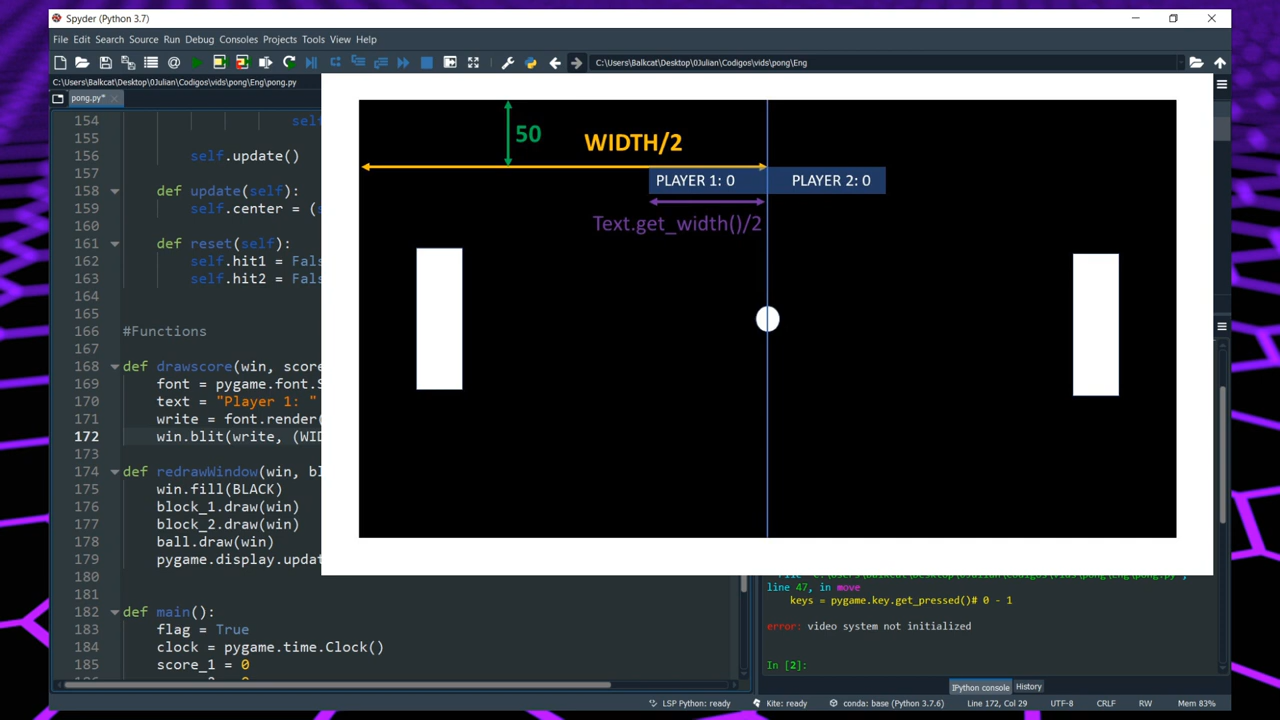 Spyder (Python 3.7)
File Edit Search Source Run Debug Consoles Projects Tools View Help
C:\Users\Balkcat\Desktop\0Julian\Codigos\vids\pong\Eng
C:\Users\Balkcat\Desktop\0Julian\Codigos\vids\pong\Eng\pong.py
pong.py*
154 self
155
156 self.update()
157
158 def update(self):
159 self.center = (s
160
161 def reset(self):
162 self.hit1 = Fals
163 self.hit2 = Fals
164
165
166 #Functions
167
168 def drawscore(win, score
169 font = pygame.font.S
170 text = "Player 1: "
171 write = font.render(
172 win.blit(write, (WID
173
174 def redrawWindow(win, bl
175 win.fill(BLACK)
176 block_1.draw(win)
177 block_2.draw(win)
178 ball.draw(win)
179 pygame.display.updat
180
181
182 def main():
183 flag = True
184 clock = pygame.time.Clock()
185 score_1 = 0
50
WIDTH/2
PLAYER 1: 0 PLAYER 2: 0
Text.get_width()/2
line 47, in move
keys = pygame.key.get_pressed()# 0 - 1
error: video system not initialized
In [2]:
IPython console History
LSP Python: ready Kite: ready conda: base (Python 3.7.6) Line 172, Col 29 UTF-8 CRLF RW Mem 83%